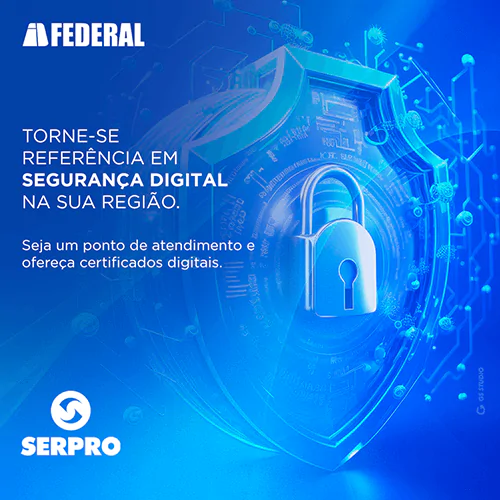 FEDERAL
TORNE-SE
REFERÊNCIA EM
SEGURANÇA DIGITAL
NA SUA REGIÃO.
Seja um ponto de atendimento e
ofereça certificados digitais.
SERPRO